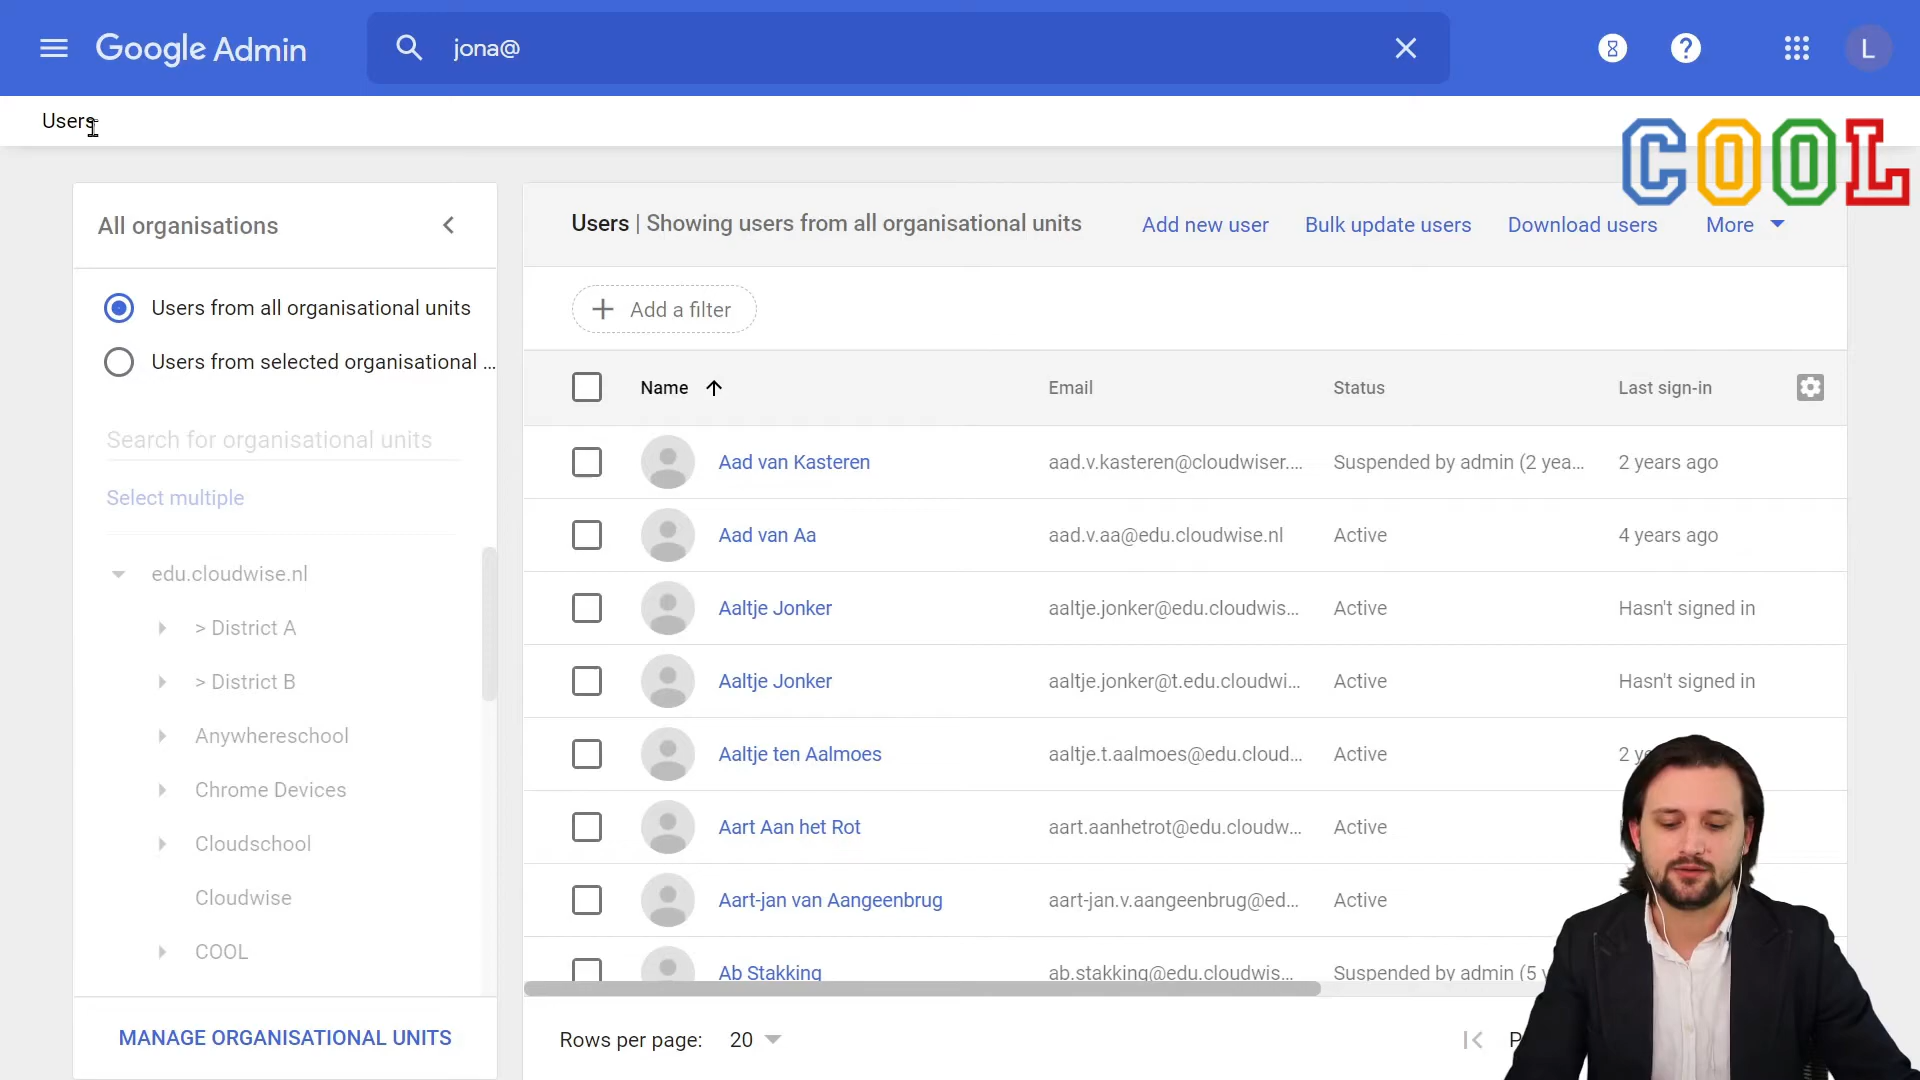 Google Admin
jona@
L
Users
COOL
All organisations
Users from all organisational units
Users from selected organisational ...
Search for organisational units
Select multiple
edu.cloudwise.nl
> District A
> District B
Anywhereschool
Chrome Devices
Cloudschool
Cloudwise
COOL
MANAGE ORGANISATIONAL UNITS
Users | Showing users from all organisational units
Add new user
Bulk update users
Download users
More
Add a filter
Name Email Status Last sign-in
Aad van Kasteren aad.v.kasteren@cloudwiser.... Suspended by admin (2 yea... 2 years ago
Aad van Aa aad.v.aa@edu.cloudwise.nl Active 4 years ago
Aaltje Jonker aaltje.jonker@edu.cloudwis... Active Hasn't signed in
Aaltje Jonker aaltje.jonker@t.edu.cloudwi... Active Hasn't signed in
Aaltje ten Aalmoes aaltje.t.aalmoes@edu.cloud... Active 2
Aart Aan het Rot aart.aanhetrot@edu.cloudw... Active
Aart-jan van Aangeenbrug aart-jan.v.aangeenbrug@ed... Active
Ab Stakking ab.stakking@edu.cloudwis... Suspended by admin (5
Rows per page: 20